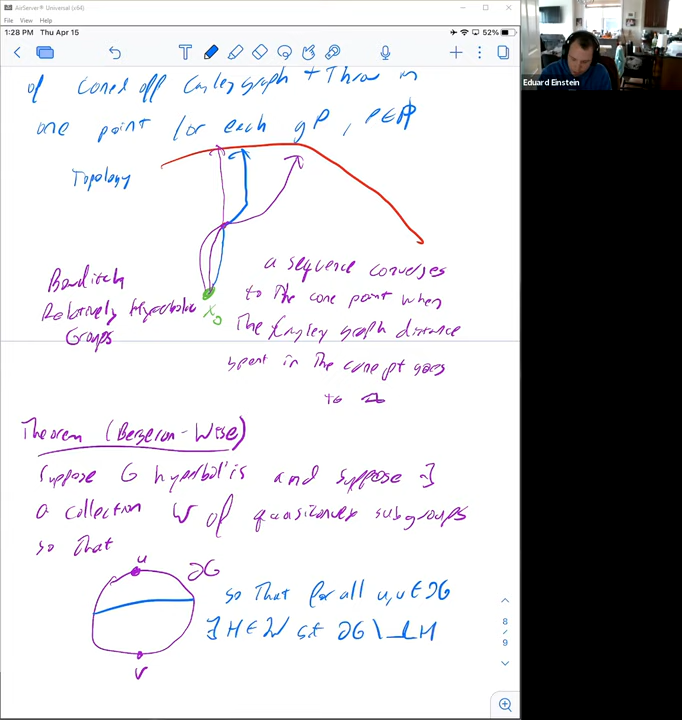 AirServer® Universal (x64)
File View Help
1:28 PM Thu Apr 15
52%
Eduard Einstein
of Coned off Cayley graph + Throw in
one point for each gP, P∈ℙ
Topology
Bowditch
Relatively Hyperbolic
Groups
x₀
a sequence converges
to The cone point when
The Cayley graph distance
spent in The cone pt goes
to ∞
Theorem (Bergeron-Wise)
Suppose G hyperbolic is and suppose ∃
a collection W of quasiconvex subgroups
so that
u
∂G
v
so That for all u,v ∈ ∂G
∃ H ∈ W st ∂G \ ΛH
8
/
9